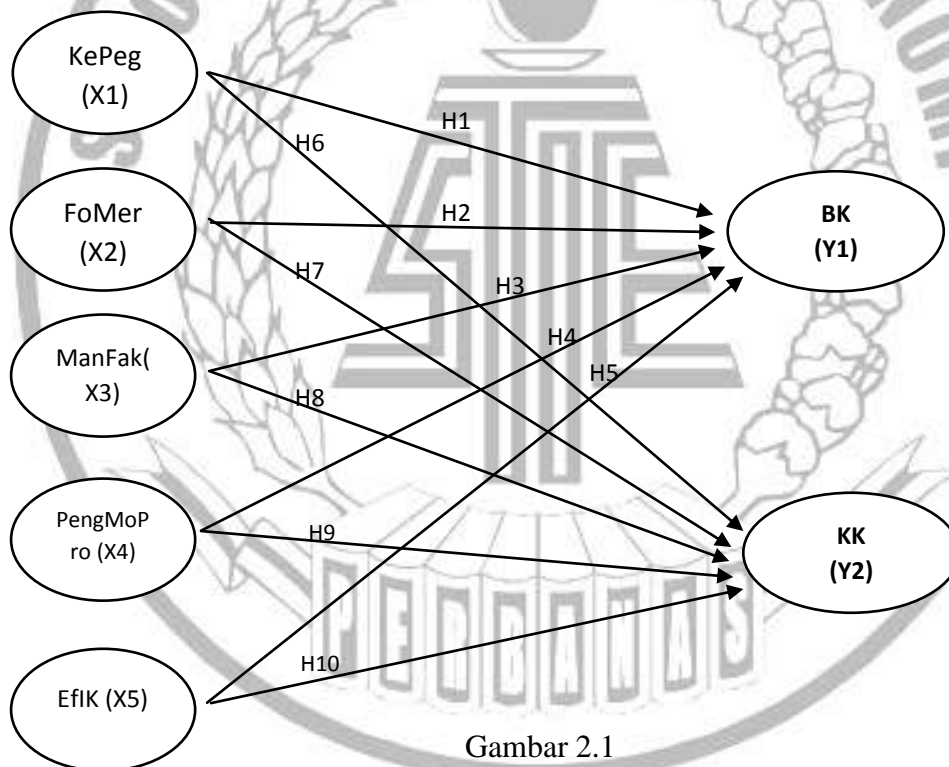 KePeg
(X1)
H1
H6
FoMer
(X2)
H2
BK
(Y1)
H7
H3
ManFak(
X3)
H4
H5
H8
PengMoP
ro (X4)
H9
KK
(Y2)
PERBANAS
H10
EfIK (X5)
Gambar 2.1